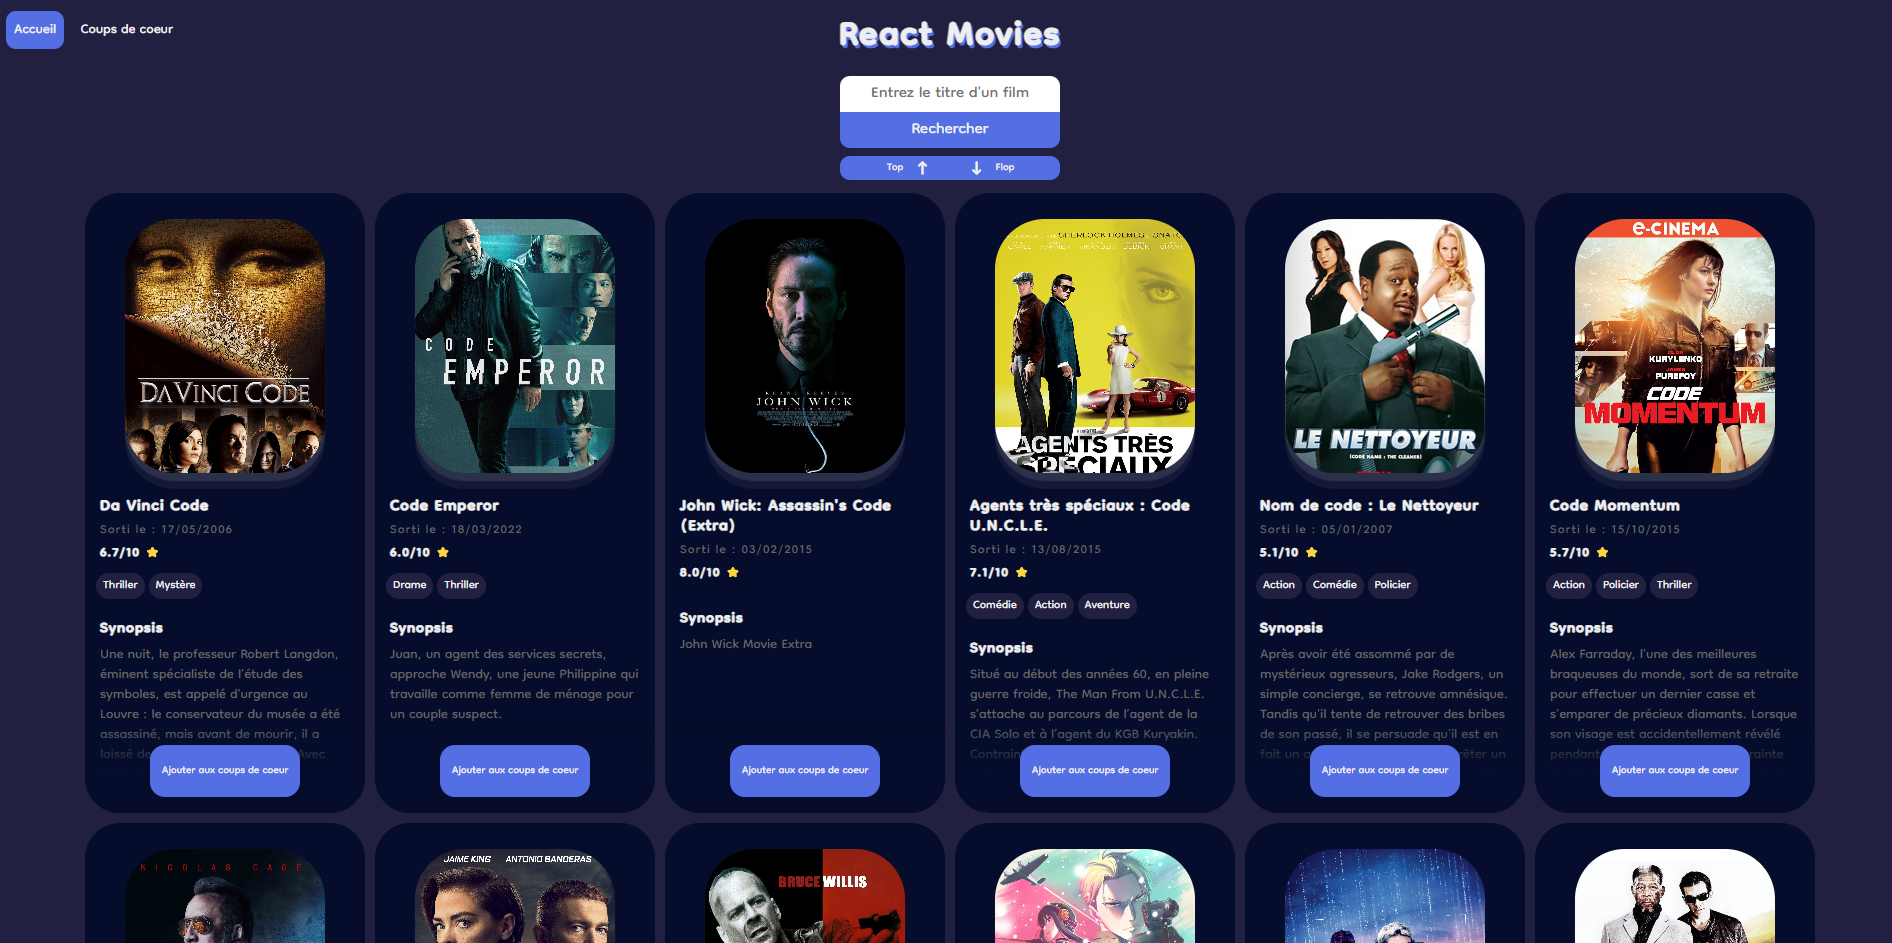 Accueil
Coups de coeur
React Movies
Entrez le titre d'un film
Rechercher
Top ↑ ↓ Flop
DA VINCI CODE
Da Vinci Code
Sorti le : 17/05/2006
6.7/10
Thriller
Mystère
Synopsis
Une nuit, le professeur Robert Langdon,
éminent spécialiste de l'étude des
symboles, est appelé d'urgence au
Louvre : le conservateur du musée a été
assassiné, mais avant de mourir, il a
laissé de
Avec
Ajouter aux coups de coeur
CODE
EMPEROR
Code Emperor
Sorti le : 18/03/2022
6.0/10
Drame
Thriller
Synopsis
Juan, un agent des services secrets,
approche Wendy, une jeune Philippine qui
travaille comme femme de ménage pour
un couple suspect.
Ajouter aux coups de coeur
KEANU REEVES
JOHN WICK
John Wick: Assassin's Code
(Extra)
Sorti le : 03/02/2015
8.0/10
Synopsis
John Wick Movie Extra
Ajouter aux coups de coeur
SHERLOCK HOLMES
AGENTS TRÈS
SPÉCIAUX
Agents très spéciaux : Code
U.N.C.L.E.
Sorti le : 13/08/2015
7.1/10
Comédie
Action
Aventure
Synopsis
Situé au début des années 60, en pleine
guerre froide, The Man From U.N.C.L.E.
s'attache au parcours de l'agent de la
CIA Solo et à l'agent du KGB Kuryakin.
Ajouter aux coups de coeur
LE NETTOYEUR
(CODE NAME : THE CLEANER)
Nom de code : Le Nettoyeur
Sorti le : 05/01/2007
5.1/10
Action
Comédie
Policier
Synopsis
Après avoir été assommé par de
mystérieux agresseurs, Jake Rodgers, un
simple concierge, se retrouve amnésique.
Tandis qu'il tente de retrouver des bribes
de son passé, il se persuade qu'il est en
fait un
un
Ajouter aux coups de coeur
e-CINEMA
OLGA
KURYLENKO
JAMES
PUREFOY
CODE
MOMENTUM
Code Momentum
Sorti le : 15/10/2015
5.7/10
Action
Policier
Thriller
Synopsis
Alex Farraday, l'une des meilleures
braqueuses du monde, sort de sa retraite
pour effectuer un dernier casse et
s'emparer de précieux diamants. Lorsque
son visage est accidentellement révélé
pendant
Ajouter aux coups de coeur
NICOLAS CAGE
JAIME KING ANTONIO BANDERAS
BRUCE WILLIS